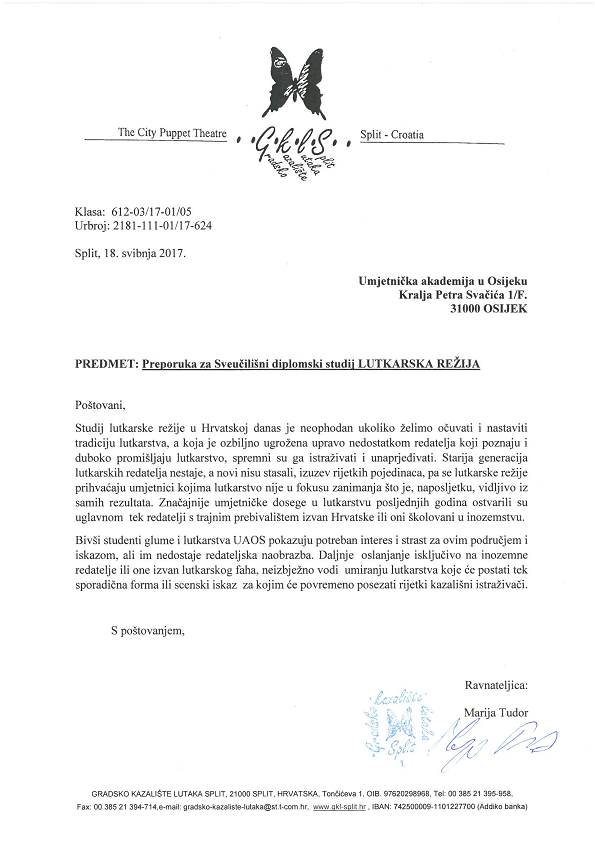 The City Puppet Theatre
G.k.l.S
Gradsko kazalište lutaka Split
Split - Croatia
Klasa: 612-03/17-01/05
Urbroj: 2181-111-01/17-624
Split, 18. svibnja 2017.
Umjetnička akademija u Osijeku
Kralja Petra Svačića 1/F.
31000 OSIJEK
PREDMET: Preporuka za Sveučilišni diplomski studij LUTKARSKA REŽIJA
Poštovani,
Studij lutkarske režije u Hrvatskoj danas je neophodan ukoliko želimo očuvati i nastaviti
tradiciju lutkarstva, a koja je ozbiljno ugrožena upravo nedostatkom redatelja koji poznaju i
duboko promišljaju lutkarstvo, spremni su ga istraživati i unaprjeđivati. Starija generacija
lutkarskih redatelja nestaje, a novi nisu stasali, izuzev rijetkih pojedinaca, pa se lutkarske režije
prihvaćaju umjetnici kojima lutkarstvo nije u fokusu zanimanja što je, naposljetku, vidljivo iz
samih rezultata. Značajnije umjetničke dosege u lutkarstvu posljednjih godina ostvarili su
uglavnom tek redatelji s trajnim prebivalištem izvan Hrvatske ili oni školovani u inozemstvu.
Bivši studenti glume i lutkarstva UAOS pokazuju potreban interes i strast za ovim područjem i
iskazom, ali im nedostaje redateljska naobrazba. Daljnje oslanjanje isključivo na inozemne
redatelje ili one izvan lutkarskog faha, neizbježno vodi umiranju lutkarstva koje će postati tek
sporadična forma ili scenski iskaz za kojim će povremeno posezati rijetki kazališni istraživači.
S poštovanjem,
Ravnateljica:
Marija Tudor
Gradsko kazalište lutaka Split
1.
GRADSKO KAZALIŠTE LUTAKA SPLIT, 21000 SPLIT, HRVATSKA, Tončićeva 1, OIB. 97620298968, Tel: 00 385 21 395-958,
Fax: 00 385 21 394-714,e-mail: gradsko-kazaliste-lutaka@st.t-com.hr, www.gkl-split.hr , IBAN: 742500009-1101227700 (Addiko banka)